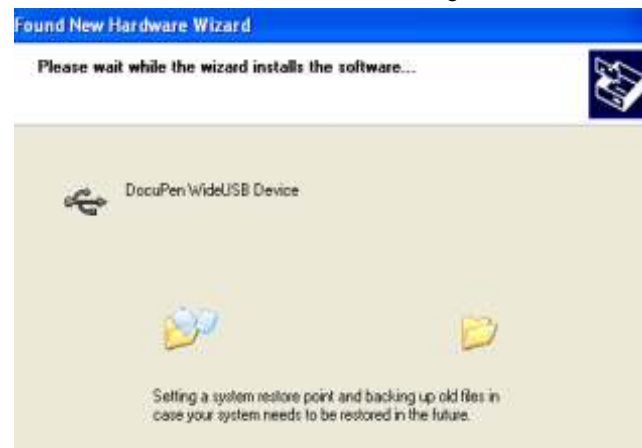 Found New Hardware Wizard
Please wait while the wizard installs the software...
DocuPen WideUSB Device
Setting a system restore point and backing up old files in
case your system needs to be restored in the future.